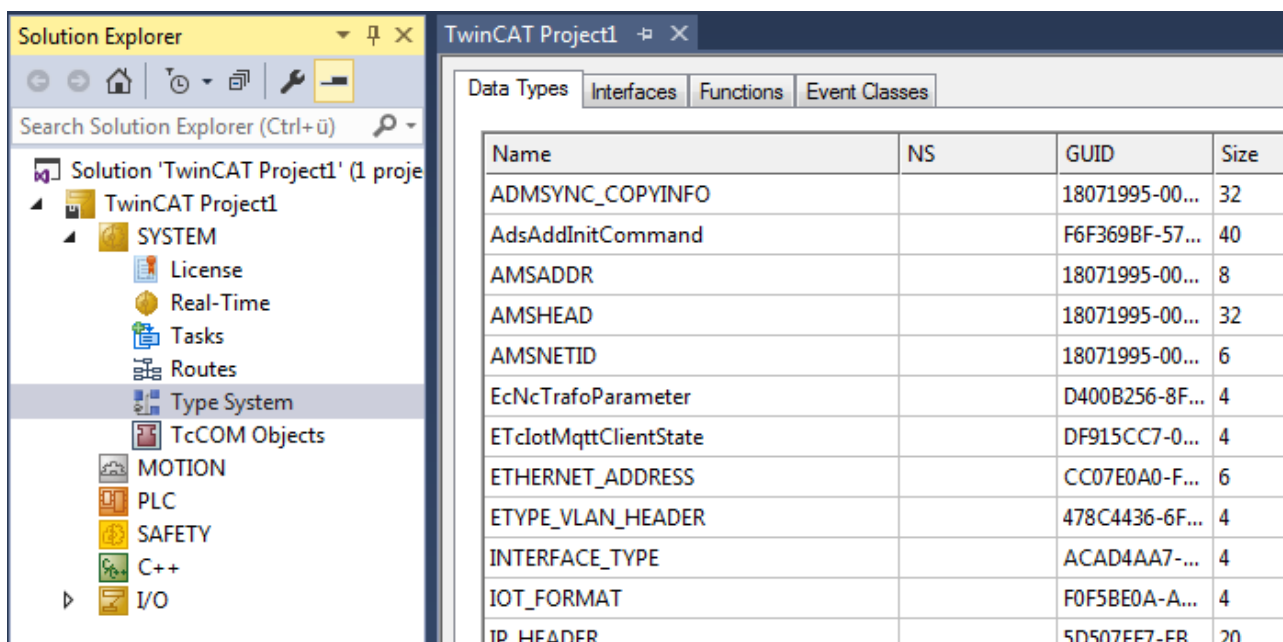 Solution Explorer
Search Solution Explorer (Ctrl+ü)
Solution 'TwinCAT Project1' (1 proje
TwinCAT Project1
SYSTEM
License
Real-Time
Tasks
Routes
Type System
TcCOM Objects
MOTION
PLC
SAFETY
C++
I/O
TwinCAT Project1
Data Types Interfaces Functions Event Classes
Name NS GUID Size
ADMSYNC_COPYINFO 18071995-00... 32
AdsAddInitCommand F6F369BF-57... 40
AMSADDR 18071995-00... 8
AMSHEAD 18071995-00... 32
AMSNETID 18071995-00... 6
EcNcTrafoParameter D400B256-8F... 4
ETcIotMqttClientState DF915CC7-0... 4
ETHERNET_ADDRESS CC07E0A0-F... 6
ETYPE_VLAN_HEADER 478C4436-6F... 4
INTERFACE_TYPE ACAD4AA7-... 4
IOT_FORMAT F0F5BE0A-A... 4
IP_HEADER 20